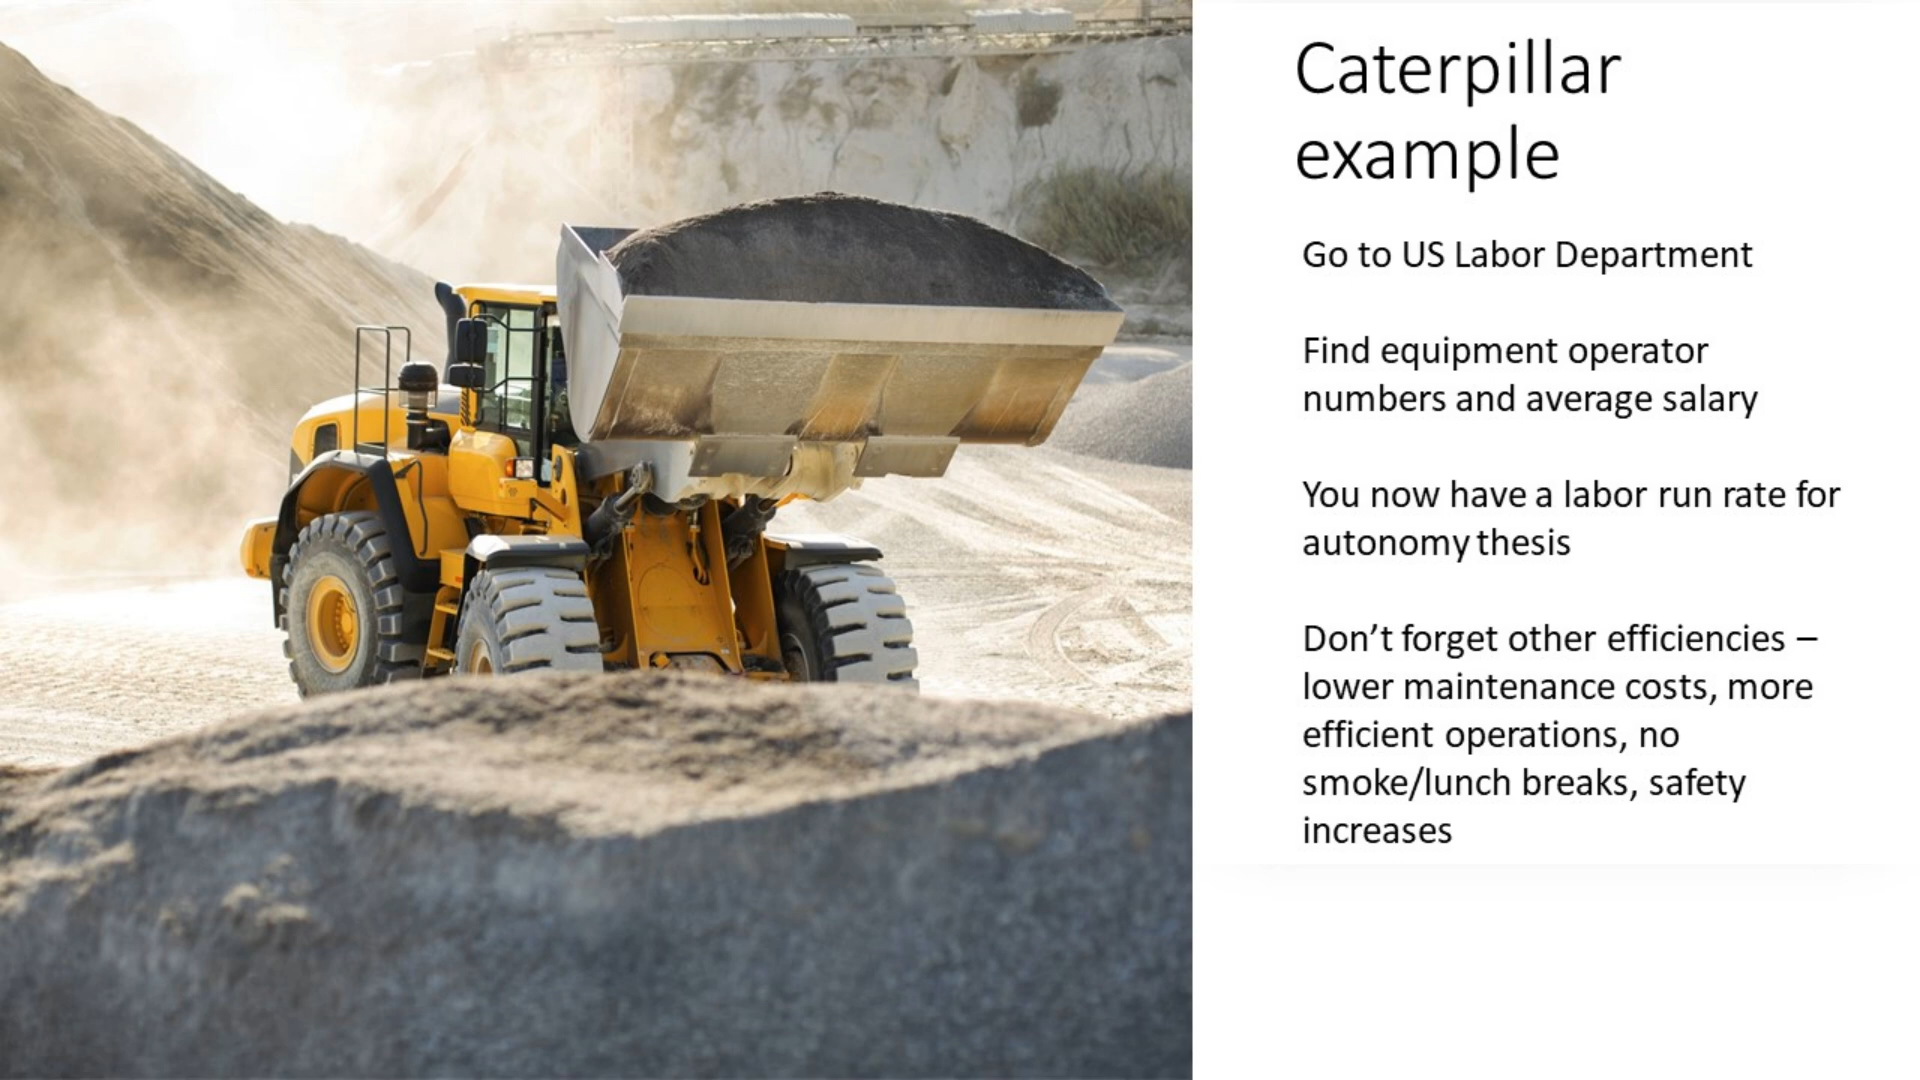 Caterpillar
example
Go to US Labor Department
Find equipment operator
numbers and average salary
You now have a labor run rate for
autonomy thesis
Don’t forget other efficiencies –
lower maintenance costs, more
efficient operations, no
smoke/lunch breaks, safety
increases